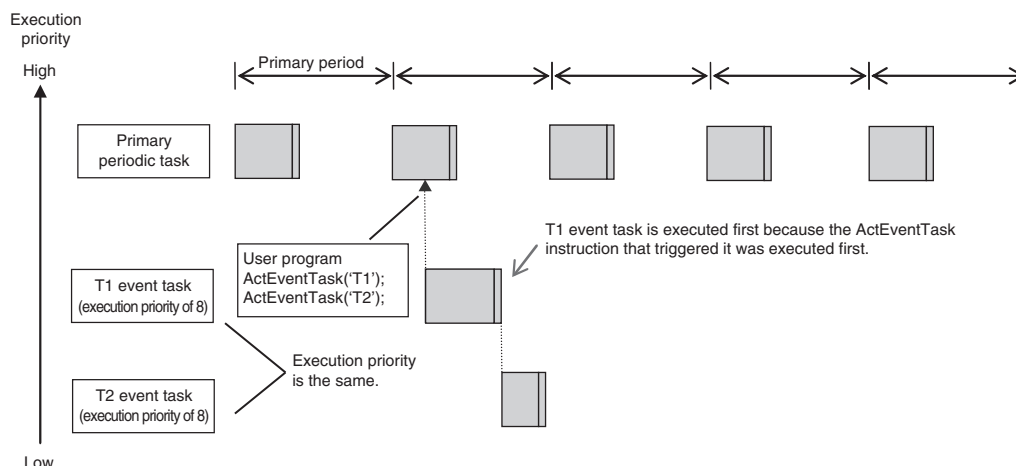 Execution
priority
High
Primary period
Primary
periodic task
T1 event task is executed first because the ActEventTask
instruction that triggered it was executed first.
User program
ActEventTask('T1');
ActEventTask('T2');
T1 event task
(execution priority of 8)
Execution priority
is the same.
T2 event task
(execution priority of 8)
Low